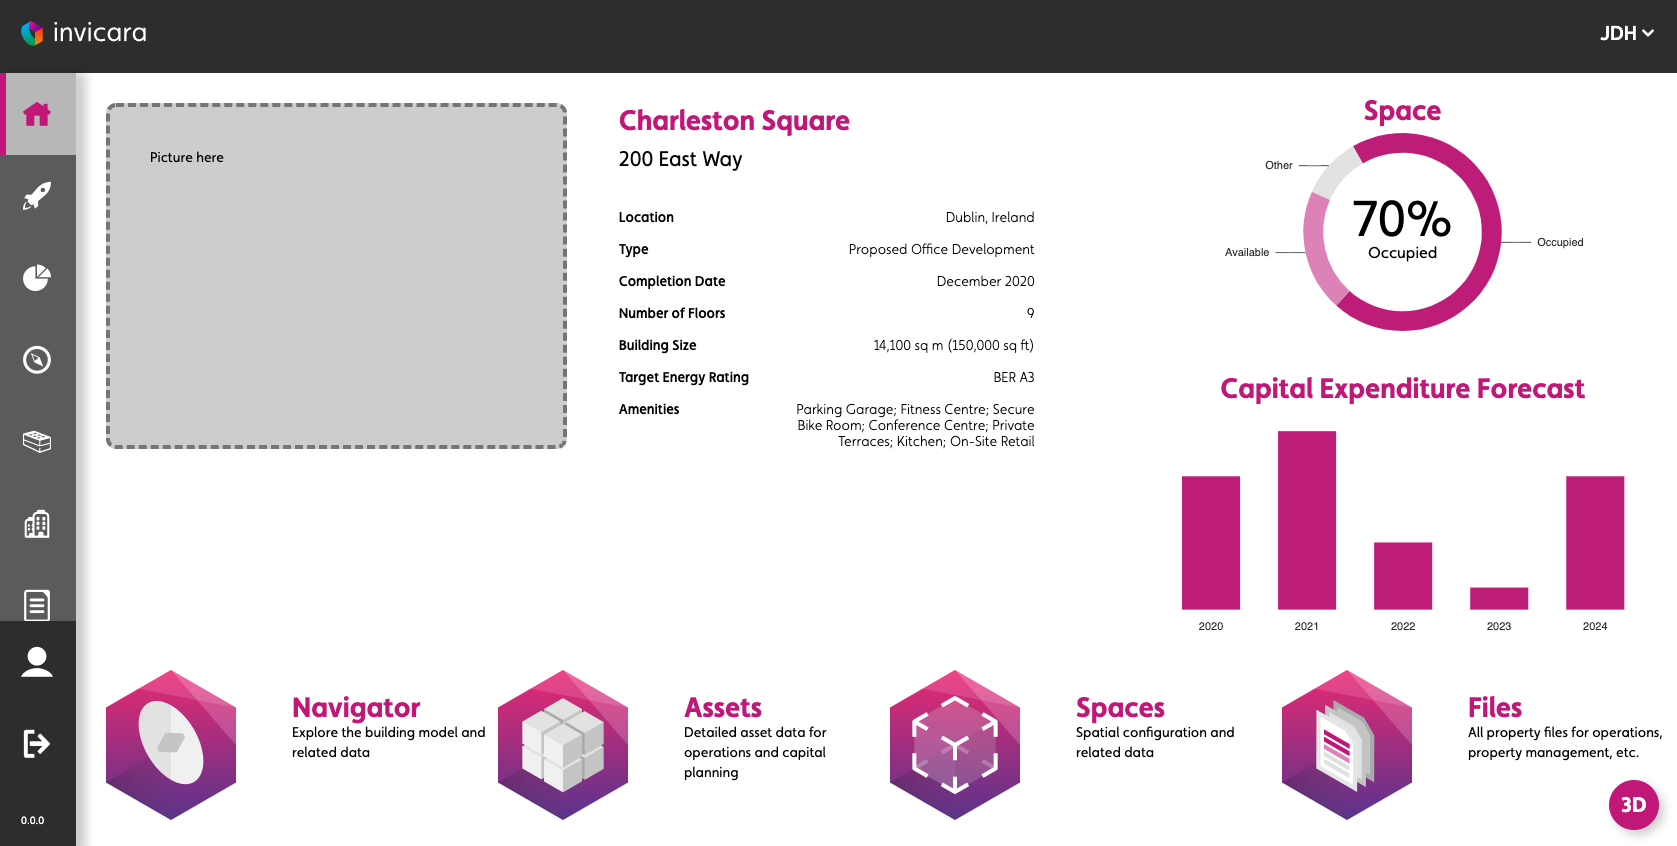 invicara
JDH
Picture here
Charleston Square
200 East Way
Location Dublin, Ireland
Type Proposed Office Development
Completion Date December 2020
Number of Floors 9
Building Size 14,100 sq m (150,000 sq ft)
Target Energy Rating BER A3
Amenities Parking Garage; Fitness Centre; Secure
Bike Room; Conference Centre; Private
Terraces; Kitchen; On-Site Retail
Space
Other
70%
Occupied
Available
Occupied
Capital Expenditure Forecast
2020 2021 2022 2023 2024
Navigator
Explore the building model and
related data
Assets
Detailed asset data for
operations and capital
planning
Spaces
Spatial configuration and
related data
Files
All property files for operations,
property management, etc.
3D
0.0.0